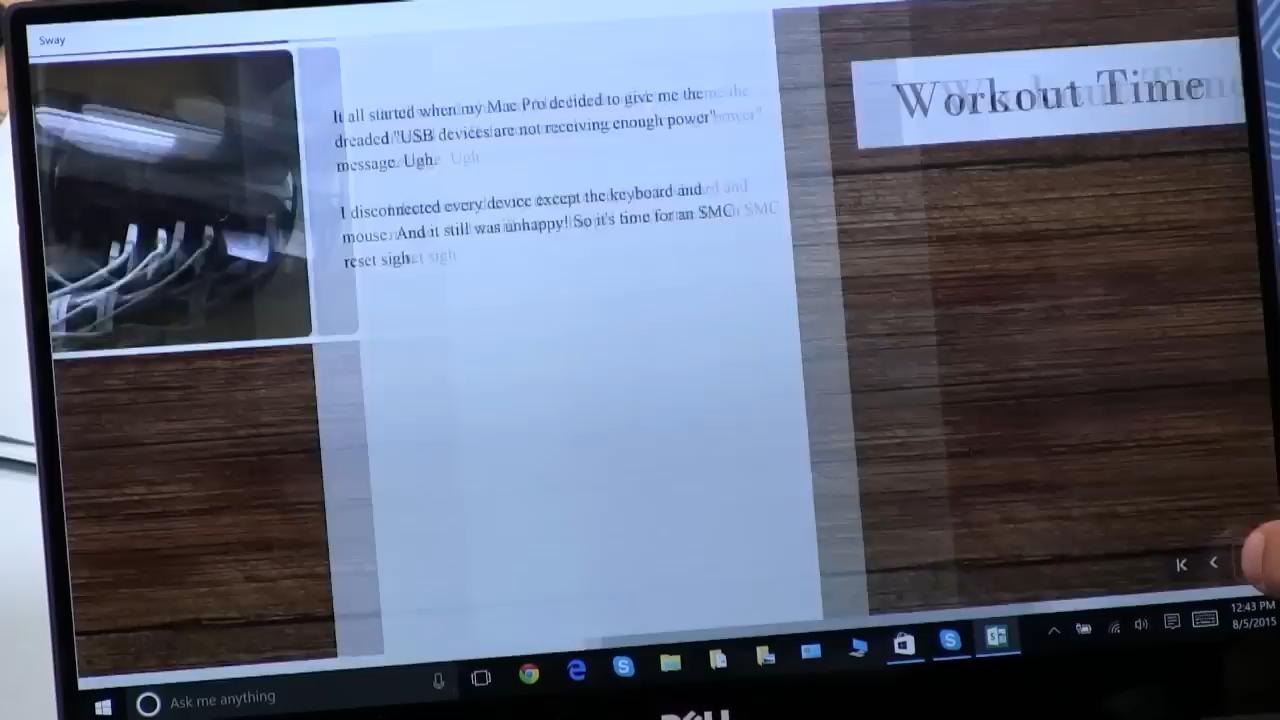 Sway
It all started when my Mac Pro decided to give me the
dreaded "USB devices are not receiving enough power"
message. Ugh.
I disconnected every device except the keyboard and
mouse. And it still was unhappy! So it's time for an SMC
reset sigh
Workout Time
12:43 PM
8/5/2015
Ask me anything
DELL